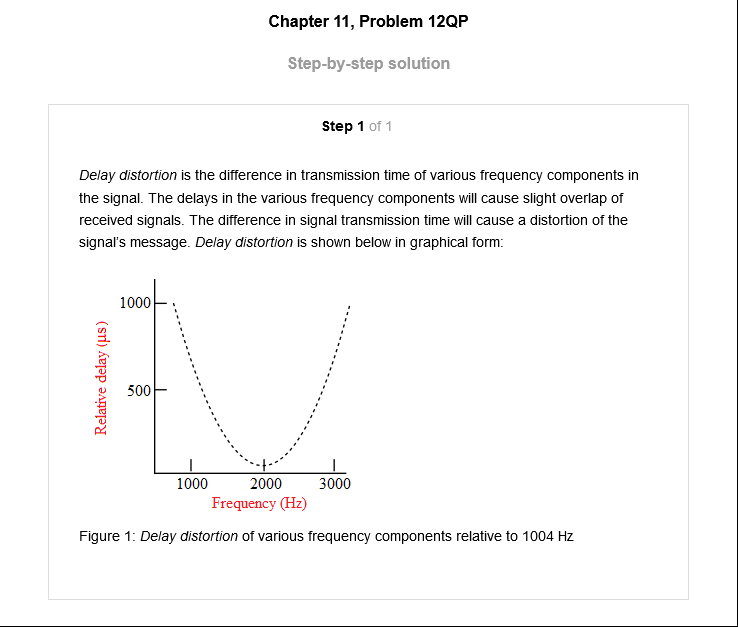 Chapter 11, Problem 12QP
Step-by-step solution
Step 1 of 1
Delay distortion is the difference in transmission time of various frequency components in
the signal. The delays in the various frequency components will cause slight overlap of
received signals. The difference in signal transmission time will cause a distortion of the
signal's message. Delay distortion is shown below in graphical form:
1000
500
Relative delay (μs)
1000 2000 3000
Frequency (Hz)
Figure 1: Delay distortion of various frequency components relative to 1004 Hz